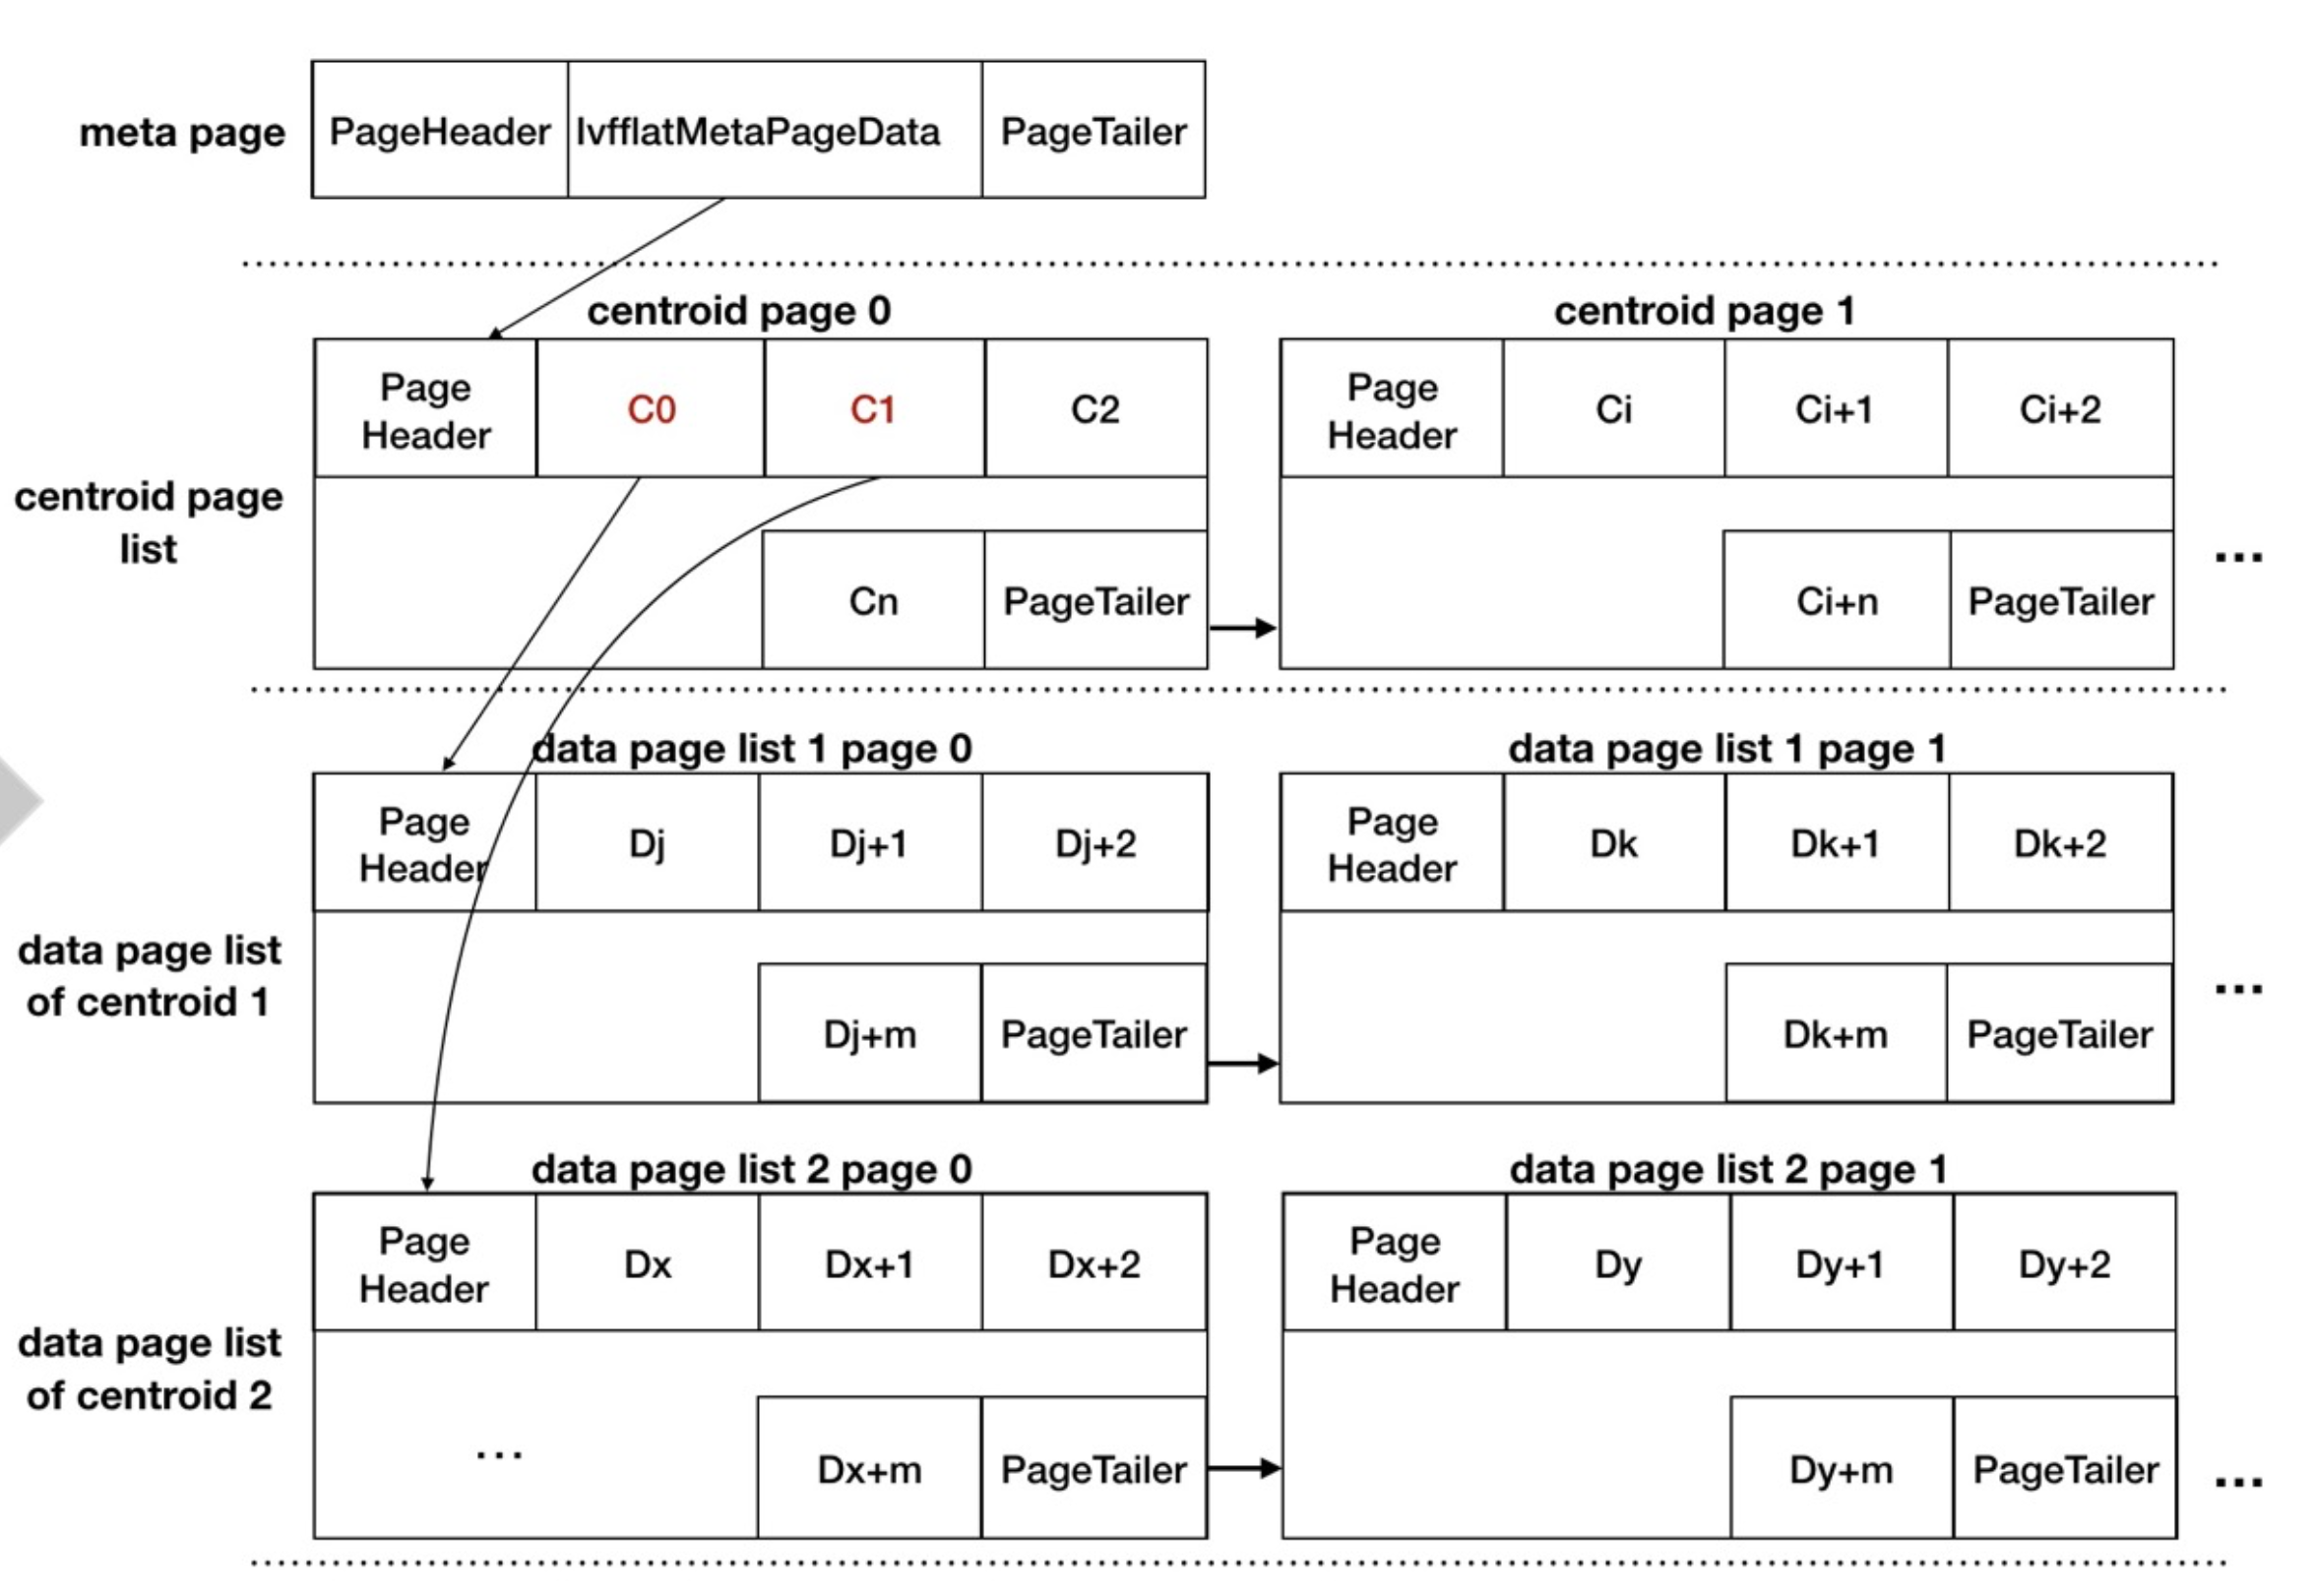 meta page
PageHeader
IvfflatMetaPageData
PageTailer
centroid page 0
centroid page 1
centroid page
list
Page
Header
C0
C1
C2
Cn
PageTailer
Page
Header
Ci
Ci+1
Ci+2
Ci+n
PageTailer
...
data page list 1 page 0
data page list 1 page 1
data page list
of centroid 1
Page
Header
Dj
Dj+1
Dj+2
Dj+m
PageTailer
Page
Header
Dk
Dk+1
Dk+2
Dk+m
PageTailer
...
data page list 2 page 0
data page list 2 page 1
data page list
of centroid 2
Page
Header
Dx
Dx+1
Dx+2
...
Dx+m
PageTailer
Page
Header
Dy
Dy+1
Dy+2
Dy+m
PageTailer
...